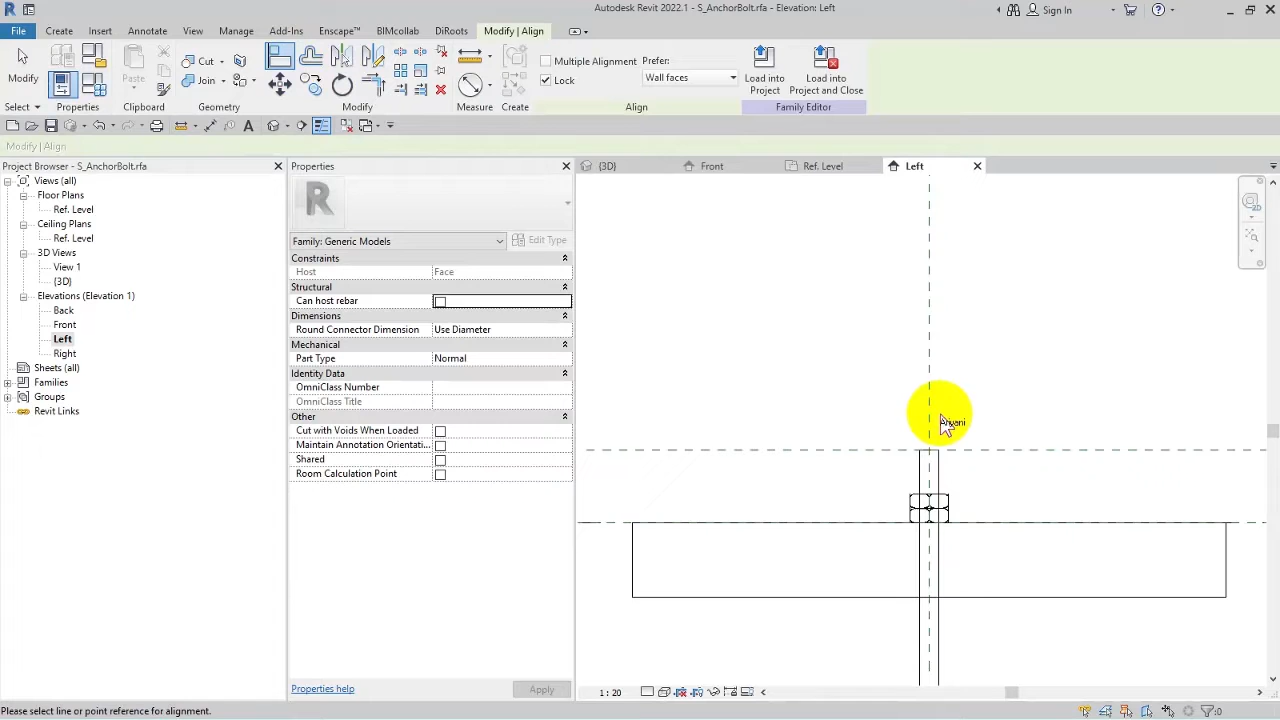 Autodesk Revit 2022.1 - S_AnchorBolt.rfa - Elevation: Left
Sign In
File Create Insert Annotate View Manage Add-Ins Enscape™ BIMcollab DiRoots Modify | Align
Modify
Paste
Cut
Join
Multiple Alignment
Lock
Prefer:
Wall faces
Load into
Project
Load into
Project and Close
Select Properties Clipboard Geometry Modify Measure Create Align Family Editor
Modify | Align
Project Browser - S_AnchorBolt.rfa
Views (all)
Floor Plans
Ref. Level
Ceiling Plans
Ref. Level
3D Views
View 1
{3D}
Elevations (Elevation 1)
Back
Front
Left
Right
Sheets (all)
Families
Groups
Revit Links
Properties
R
Family: Generic Models
Edit Type
Constraints
Host Face
Structural
Can host rebar
Dimensions
Round Connector Dimension Use Diameter
Mechanical
Part Type Normal
Identity Data
OmniClass Number
OmniClass Title
Other
Cut with Voids When Loaded
Maintain Annotation Orientati...
Shared
Room Calculation Point
Properties help
Apply
{3D} Front Ref. Level Left
2D
1 : 20
Please select line or point reference for alignment.
:0